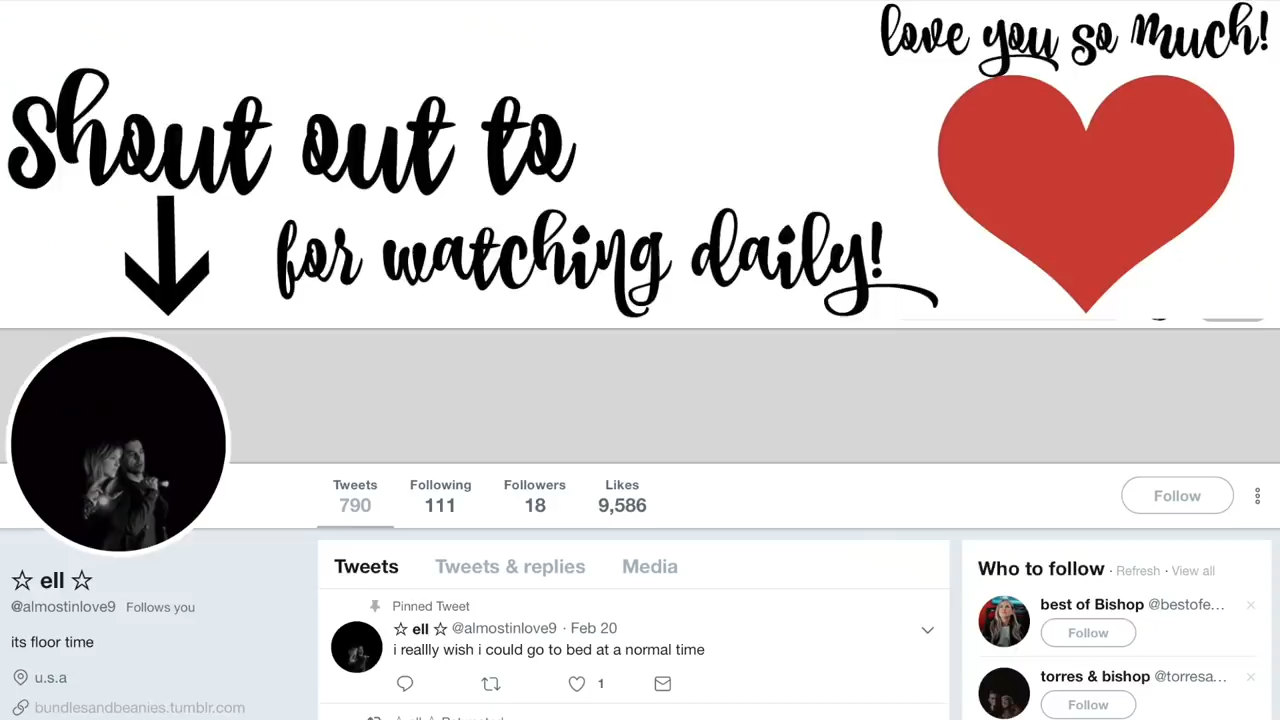 love you so much!
shout out to
for watching daily!
Tweets Following Followers Likes
790 111 18 9,586
Follow
☆ ell ☆
@almostinlove9 Follows you
its floor time
u.s.a
bundlesandbeanies.tumblr.com
Tweets Tweets & replies Media
Pinned Tweet
☆ ell ☆ @almostinlove9 · Feb 20
i reallly wish i could go to bed at a normal time
1
Who to follow · Refresh · View all
best of Bishop @bestofe...
Follow
torres & bishop @torresa...
Follow